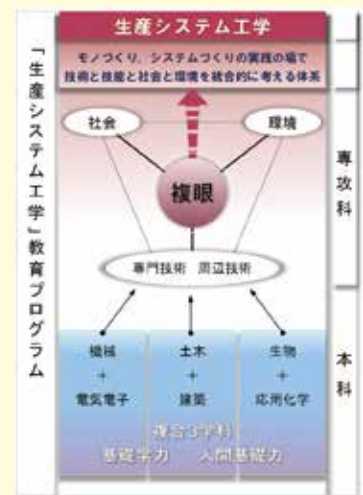 「生産システム工学」教育プログラム
生産システム工学
モノづくり，システムづくりの実践の場で
技術と技能と社会と環境を統合的に考える体系
社会
環境
複眼
専門技術 周辺技術
機械
+
電気電子
土木
+
建築
生物
+
応用化学
複合3学科
基礎学力 人間基礎力
専攻科
本科